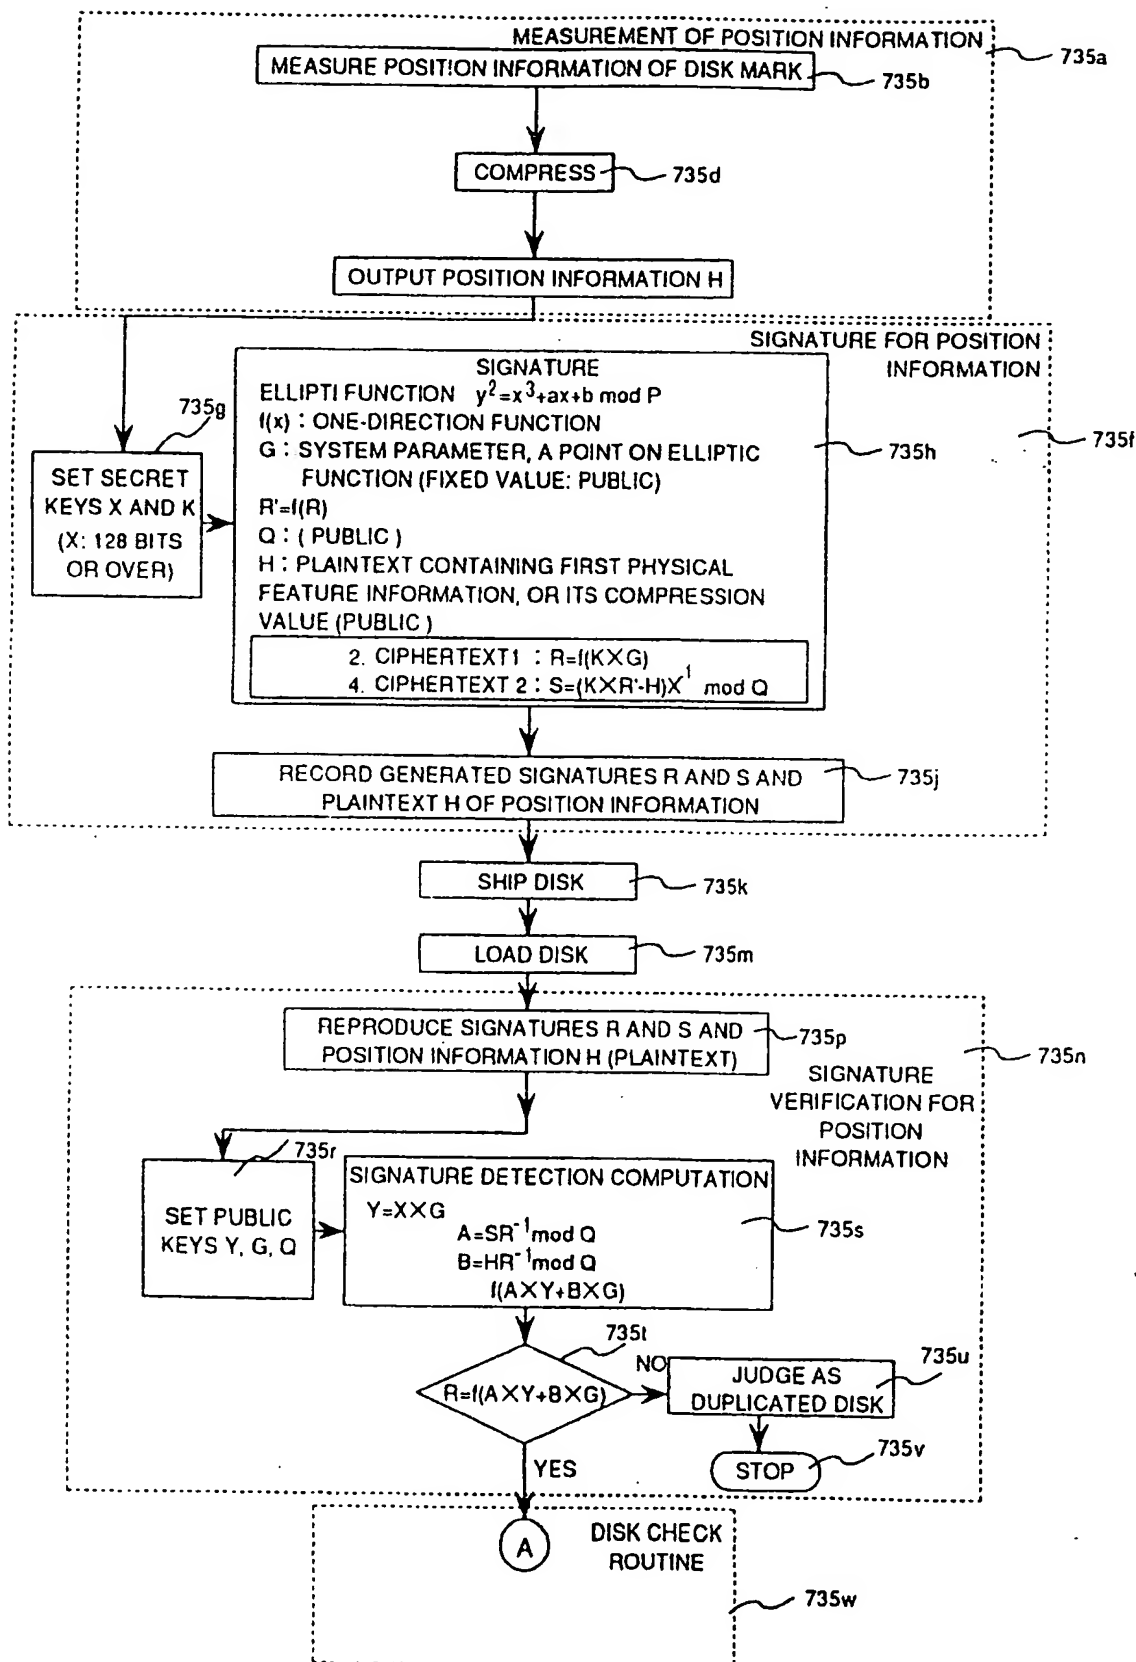 MEASUREMENT OF POSITION INFORMATION
735a
MEASURE POSITION INFORMATION OF DISK MARK
735b
COMPRESS
735d
OUTPUT POSITION INFORMATION H
SIGNATURE FOR POSITION
INFORMATION
735f
735g
SET SECRET
KEYS X AND K
(X: 128 BITS
OR OVER)
SIGNATURE
ELLIPTI FUNCTION y²=x³+ax+b mod P
f(x) : ONE-DIRECTION FUNCTION
G : SYSTEM PARAMETER, A POINT ON ELLIPTIC
FUNCTION (FIXED VALUE: PUBLIC)
R'=f(R)
Q : ( PUBLIC )
H : PLAINTEXT CONTAINING FIRST PHYSICAL
FEATURE INFORMATION, OR ITS COMPRESSION
VALUE (PUBLIC )
2. CIPHERTEXT1 : R=f(K×G)
4. CIPHERTEXT 2 : S=(K×R'-H)X¹ mod Q
735h
RECORD GENERATED SIGNATURES R AND S AND
PLAINTEXT H OF POSITION INFORMATION
735j
SHIP DISK
735k
LOAD DISK
735m
REPRODUCE SIGNATURES R AND S AND
POSITION INFORMATION H (PLAINTEXT)
735p
735n
SIGNATURE
VERIFICATION FOR
POSITION
INFORMATION
735r
SET PUBLIC
KEYS Y, G, Q
SIGNATURE DETECTION COMPUTATION
Y=X×G
A=SR⁻¹ mod Q
B=HR⁻¹ mod Q
f(A×Y+B×G)
735s
735t
R=f(A×Y+B×G)
NO
JUDGE AS
DUPLICATED DISK
735u
STOP
735v
YES
A
DISK CHECK
ROUTINE
735w